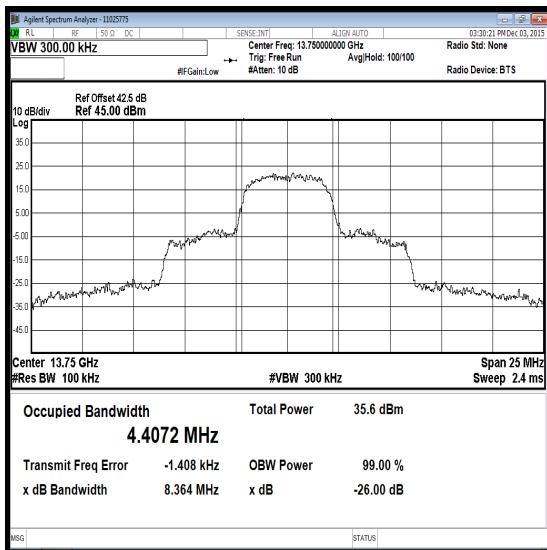 Agilent Spectrum Analyzer - 11025775
LXI RL RF 50 Ω DC SENSE:INT ALIGN AUTO 03:30:21 PM Dec 03, 2015
VBW 300.00 kHz Center Freq: 13.750000000 GHz Radio Std: None
Trig: Free Run Avg|Hold: 100/100
#IFGain:Low #Atten: 10 dB Radio Device: BTS
Ref Offset 42.5 dB
10 dB/div Ref 45.00 dBm
Log
35.0
25.0
15.0
5.00
-5.00
-15.0
-25.0
-35.0
-45.0
Center 13.75 GHz Span 25 MHz
#Res BW 100 kHz #VBW 300 kHz Sweep 2.4 ms
Occupied Bandwidth Total Power 35.6 dBm
4.4072 MHz
Transmit Freq Error -1.408 kHz OBW Power 99.00 %
x dB Bandwidth 8.364 MHz x dB -26.00 dB
MSG STATUS